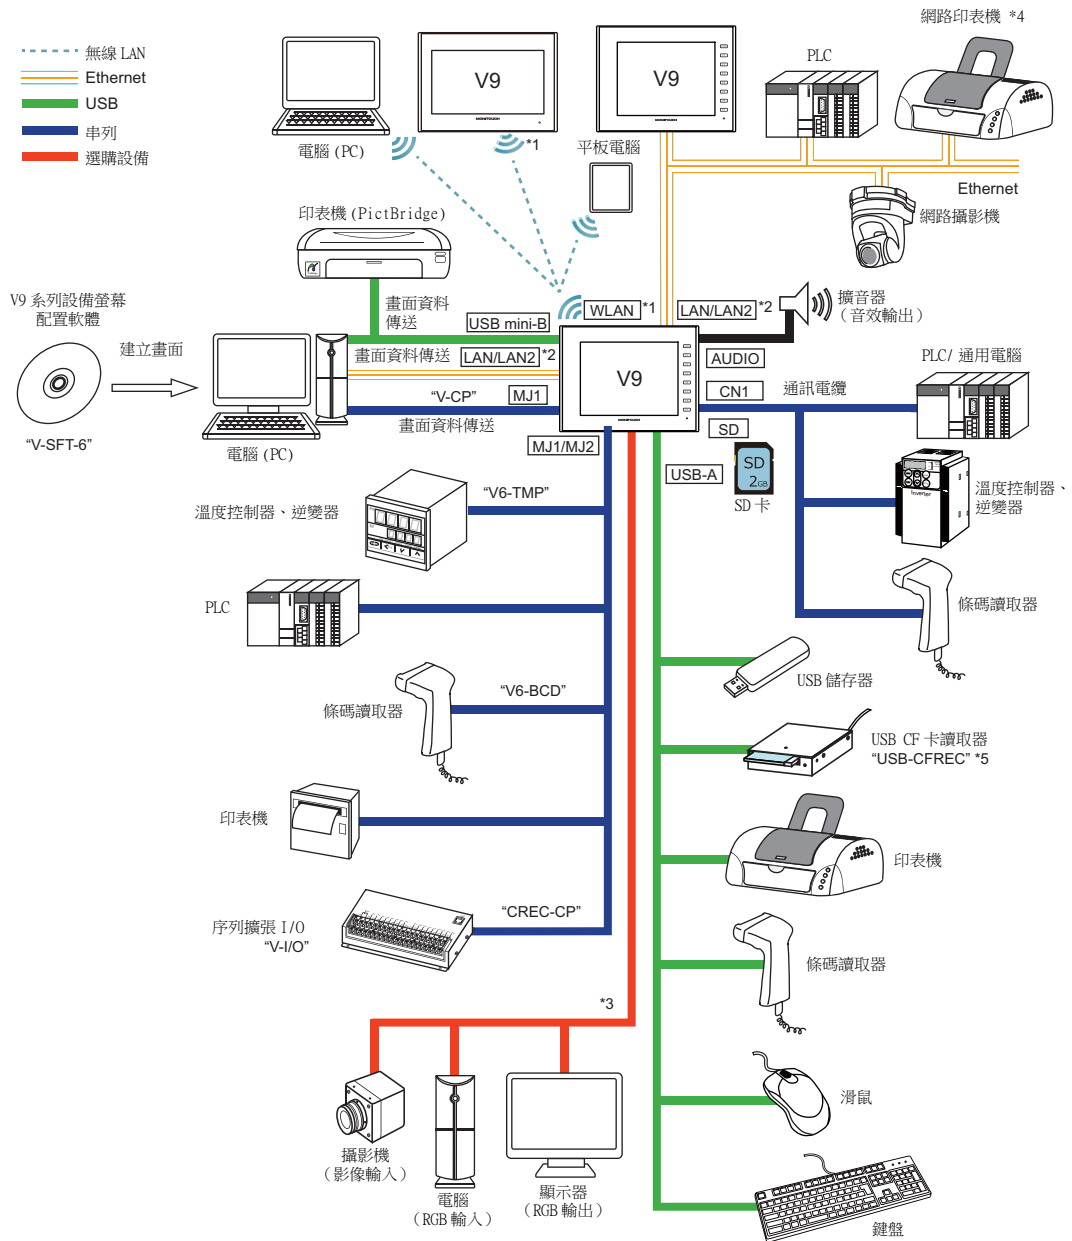 無線 LAN
Ethernet
USB
串列
選購設備
電腦 (PC)
V9
MONITOUCH
*1
V9
MONITOUCH
平板電腦
PLC
網路印表機 *4
Ethernet
網路攝影機
印表機 (PictBridge)
畫面資料
傳送
USB mini-B
WLAN *1
LAN/LAN2 *2
擴音器
（音效輸出）
V9 系列設備螢幕
配置軟體
建立畫面
"V-SFT-6"
電腦 (PC)
畫面資料傳送
LAN/LAN2 *2
"V-CP"
MJ1
畫面資料傳送
V9
MONITOUCH
AUDIO
CN1
通訊電纜
PLC/ 通用電腦
MJ1/MJ2
SD
USB-A
SD
2GB
SD 卡
Inverter
溫度控制器、
逆變器
條碼讀取器
"V6-TMP"
溫度控制器、逆變器
PLC
"V6-BCD"
條碼讀取器
印表機
"CREC-CP"
序列擴張 I/O
"V-I/O"
USB 儲存器
USB CF 卡讀取器
"USB-CFREC" *5
印表機
條碼讀取器
滑鼠
鍵盤
*3
攝影機
（影像輸入）
電腦
（RGB 輸入）
顯示器
（RGB 輸出）